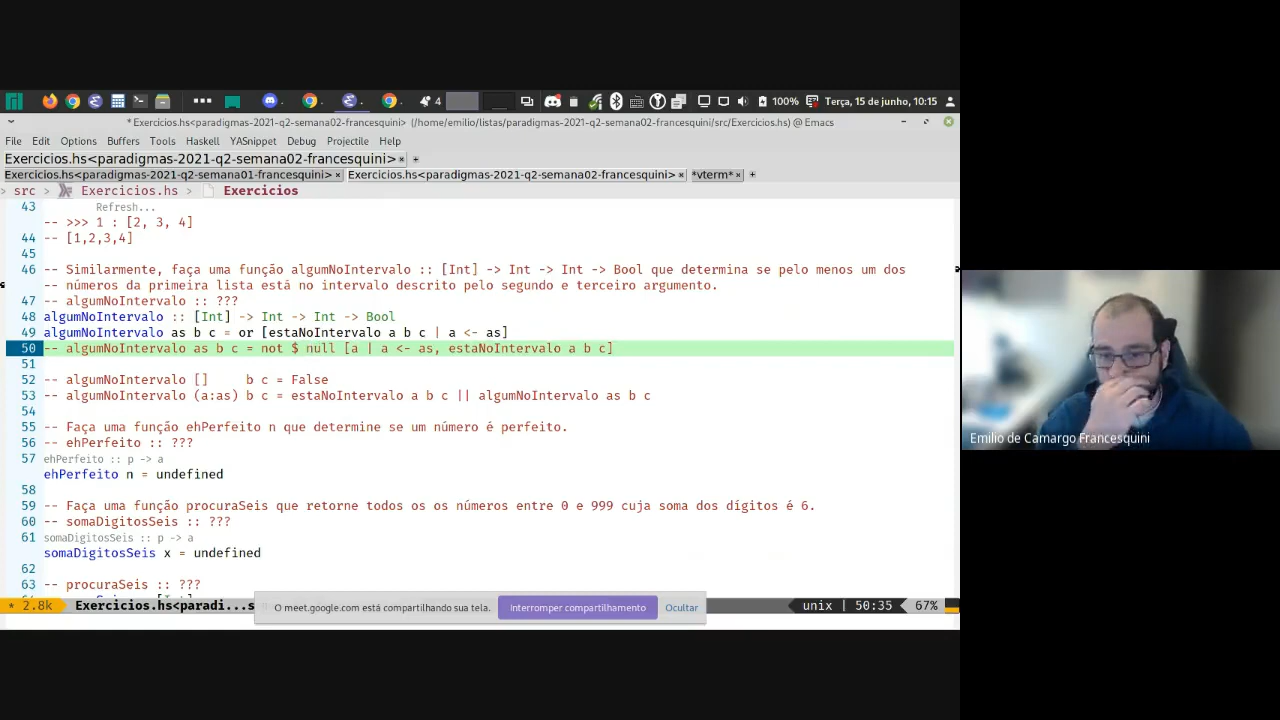 4
100%
Terça, 15 de junho, 10:15
*Exercicios.hs<paradigmas-2021-q2-semana02-francesquini> (/home/emilio/listas/paradigmas-2021-q2-semana02-francesquini/src/Exercicios.hs) @ Emacs
File Edit Options Buffers Tools Haskell YASnippet Debug Projectile Help
Exercicios.hs<paradigmas-2021-q2-semana02-francesquini> × +
Exercicios.hs<paradigmas-2021-q2-semana01-francesquini> × Exercicios.hs<paradigmas-2021-q2-semana02-francesquini> × *vterm* × +
> src > Exercicios.hs > Exercicios
43 Refresh...
-- >>> 1 : [2, 3, 4]
44 -- [1,2,3,4]
45
46 -- Similarmente, faça uma função algumNoIntervalo :: [Int] -> Int -> Int -> Bool que determina se pelo menos um dos
-- números da primeira lista está no intervalo descrito pelo segundo e terceiro argumento.
47 -- algumNoIntervalo :: ???
48 algumNoIntervalo :: [Int] -> Int -> Int -> Bool
49 algumNoIntervalo as b c = or [estaNoIntervalo a b c | a <- as]
50 -- algumNoIntervalo as b c = not $ null [a | a <- as, estaNoIntervalo a b c]
51
52 -- algumNoIntervalo []     b c = False
53 -- algumNoIntervalo (a:as) b c = estaNoIntervalo a b c || algumNoIntervalo as b c
54
55 -- Faça uma função ehPerfeito n que determine se um número é perfeito.
56 -- ehPerfeito :: ???
57 ehPerfeito :: p -> a
ehPerfeito n = undefined
58
59 -- Faça uma função procuraSeis que retorne todos os os números entre 0 e 999 cuja soma dos dígitos é 6.
60 -- somaDigitosSeis :: ???
61 somaDigitosSeis :: p -> a
somaDigitosSeis x = undefined
62
63 -- procuraSeis :: ???
* 2.8k Exercicios.hs<paradi...s unix | 50:35 67%
O meet.google.com está compartilhando sua tela. Interromper compartilhamento Ocultar
Emilio de Camargo Francesquini